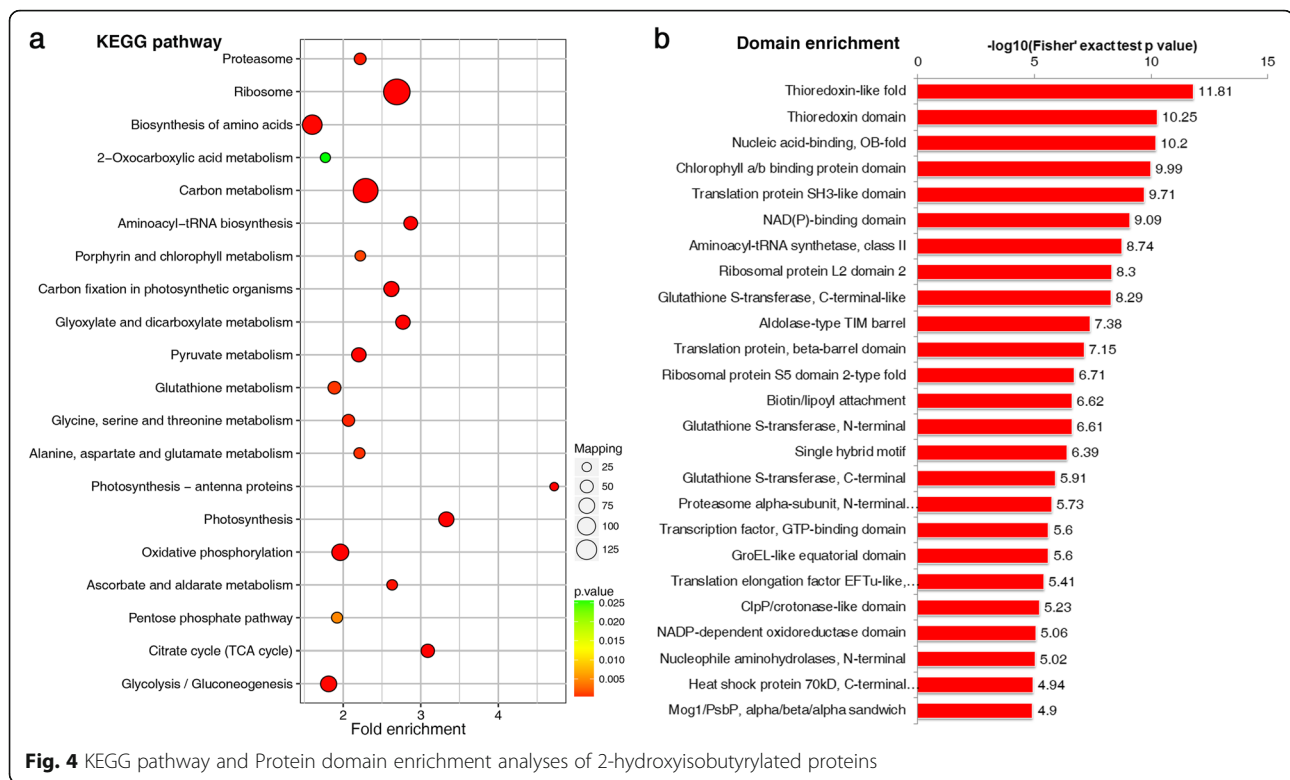 a
KEGG pathway
Proteasome
Ribosome
Biosynthesis of amino acids
2−Oxocarboxylic acid metabolism
Carbon metabolism
Aminoacyl−tRNA biosynthesis
Porphyrin and chlorophyll metabolism
Carbon fixation in photosynthetic organisms
Glyoxylate and dicarboxylate metabolism
Pyruvate metabolism
Glutathione metabolism
Glycine, serine and threonine metabolism
Alanine, aspartate and glutamate metabolism
Photosynthesis − antenna proteins
Photosynthesis
Oxidative phosphorylation
Ascorbate and aldarate metabolism
Pentose phosphate pathway
Citrate cycle (TCA cycle)
Glycolysis / Gluconeogenesis
2 3 4
Fold enrichment
Mapping
25
50
75
100
125
p.value
0.025
0.020
0.015
0.010
0.005
b
Domain enrichment
-log10(Fisher' exact test p value)
0 5 10 15
Thioredoxin-like fold 11.81
Thioredoxin domain 10.25
Nucleic acid-binding, OB-fold 10.2
Chlorophyll a/b binding protein domain 9.99
Translation protein SH3-like domain 9.71
NAD(P)-binding domain 9.09
Aminoacyl-tRNA synthetase, class II 8.74
Ribosomal protein L2 domain 2 8.3
Glutathione S-transferase, C-terminal-like 8.29
Aldolase-type TIM barrel 7.38
Translation protein, beta-barrel domain 7.15
Ribosomal protein S5 domain 2-type fold 6.71
Biotin/lipoyl attachment 6.62
Glutathione S-transferase, N-terminal 6.61
Single hybrid motif 6.39
Glutathione S-transferase, C-terminal 5.91
Proteasome alpha-subunit, N-terminal… 5.73
Transcription factor, GTP-binding domain 5.6
GroEL-like equatorial domain 5.6
Translation elongation factor EFTu-like,… 5.41
ClpP/crotonase-like domain 5.23
NADP-dependent oxidoreductase domain 5.06
Nucleophile aminohydrolases, N-terminal 5.02
Heat shock protein 70kD, C-terminal… 4.94
Mog1/PsbP, alpha/beta/alpha sandwich 4.9
Fig. 4 KEGG pathway and Protein domain enrichment analyses of 2-hydroxyisobutyrylated proteins